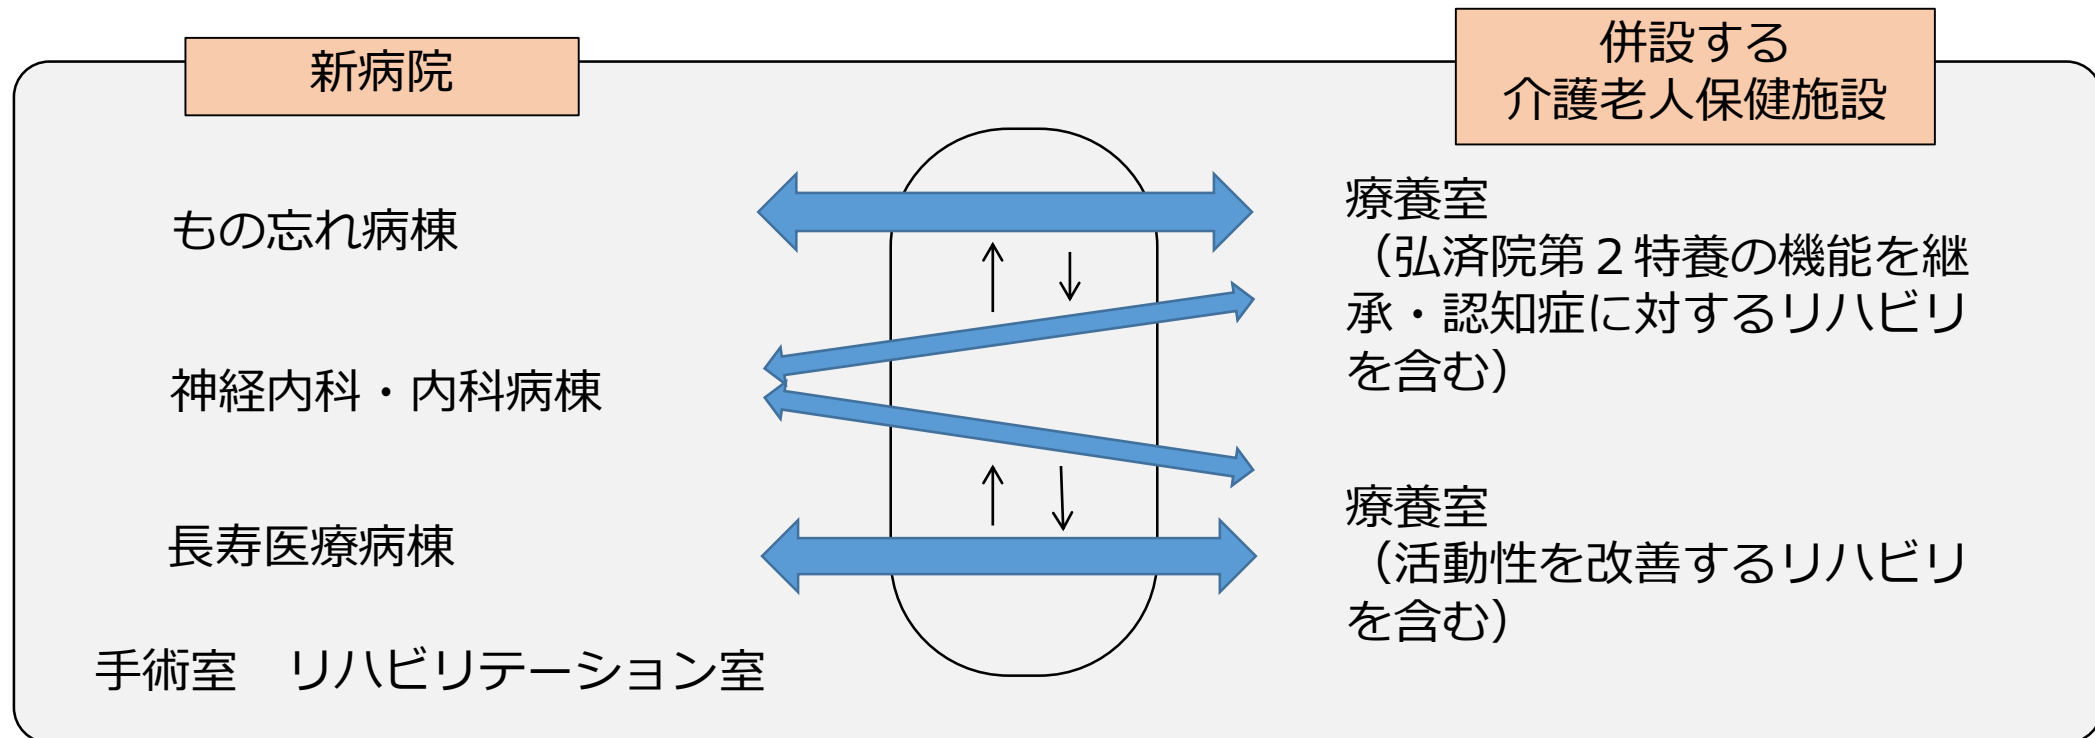 新病院
併設する
介護老人保健施設
もの忘れ病棟
神経内科・内科病棟
長寿医療病棟
手術室　リハビリテーション室
療養室
（弘済院第２特養の機能を継
承・認知症に対するリハビリ
を含む）
療養室
（活動性を改善するリハビリ
を含む）